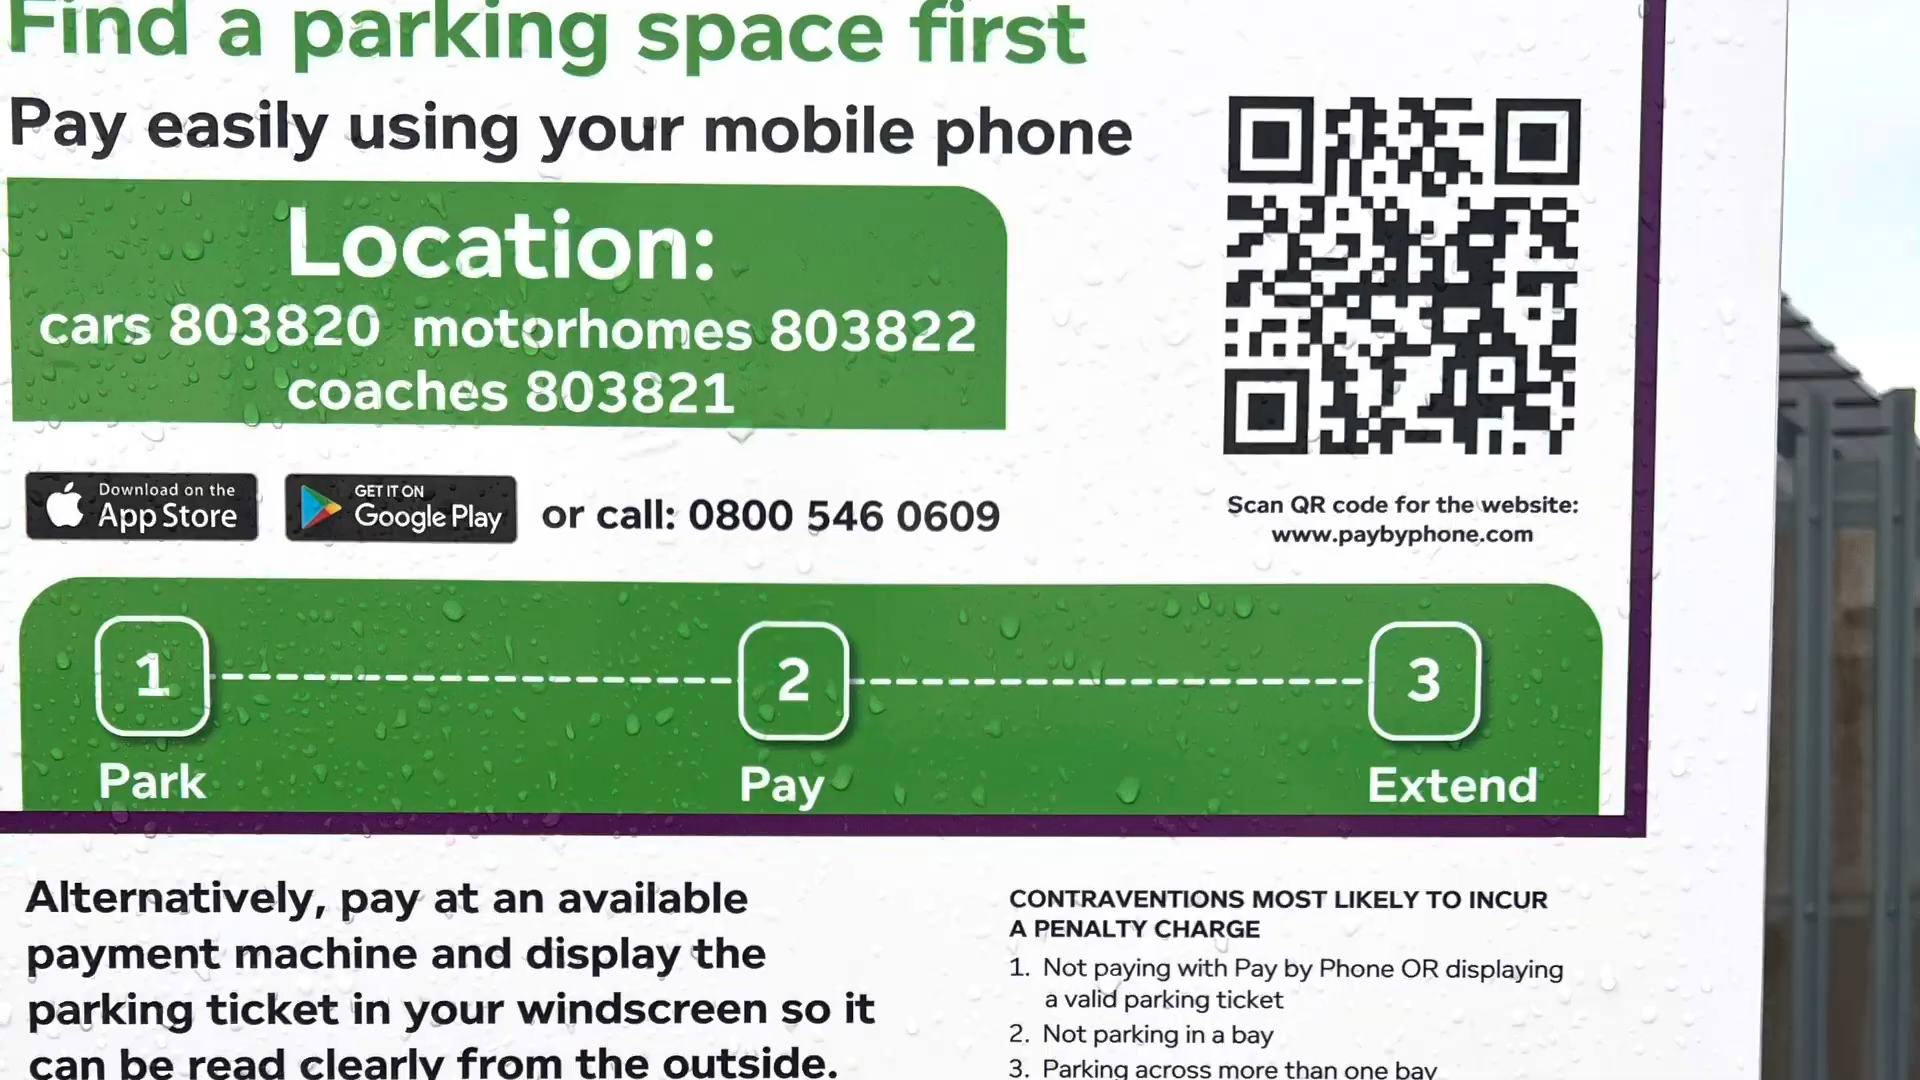 Find a parking space first
Pay easily using your mobile phone
Location:
cars 803820 motorhomes 803822
coaches 803821
Download on the
App Store
GET IT ON
Google Play
or call: 0800 546 0609
Scan QR code for the website:
www.paybyphone.com
1
2
3
Park
Pay
Extend
Alternatively, pay at an available
payment machine and display the
parking ticket in your windscreen so it
can be read clearly from the outside.
CONTRAVENTIONS MOST LIKELY TO INCUR
A PENALTY CHARGE
1. Not paying with Pay by Phone OR displaying
a valid parking ticket
2. Not parking in a bay
3. Parking across more than one bay